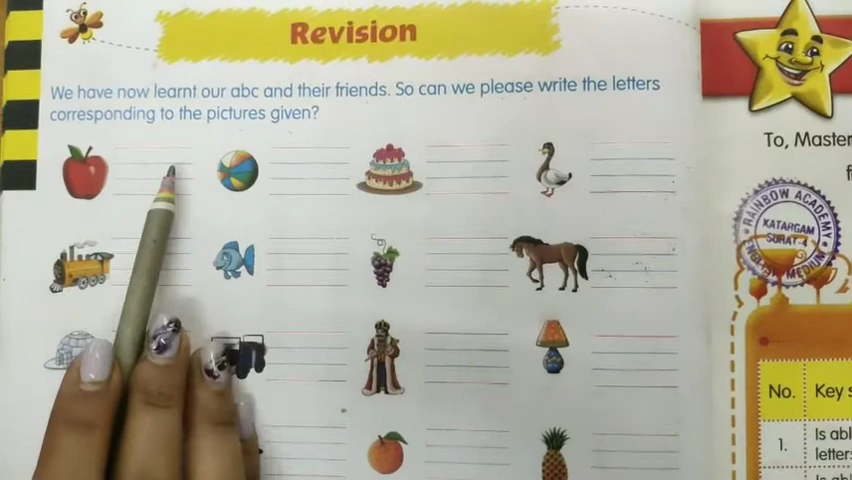 Revision
We have now learnt our abc and their friends. So can we please write the letters
corresponding to the pictures given?
To, Master
RAINBOW ACADEMY
KATARGAM
SURAT-4
ENGLISH MEDIUM
No. Key
1. Is
letters